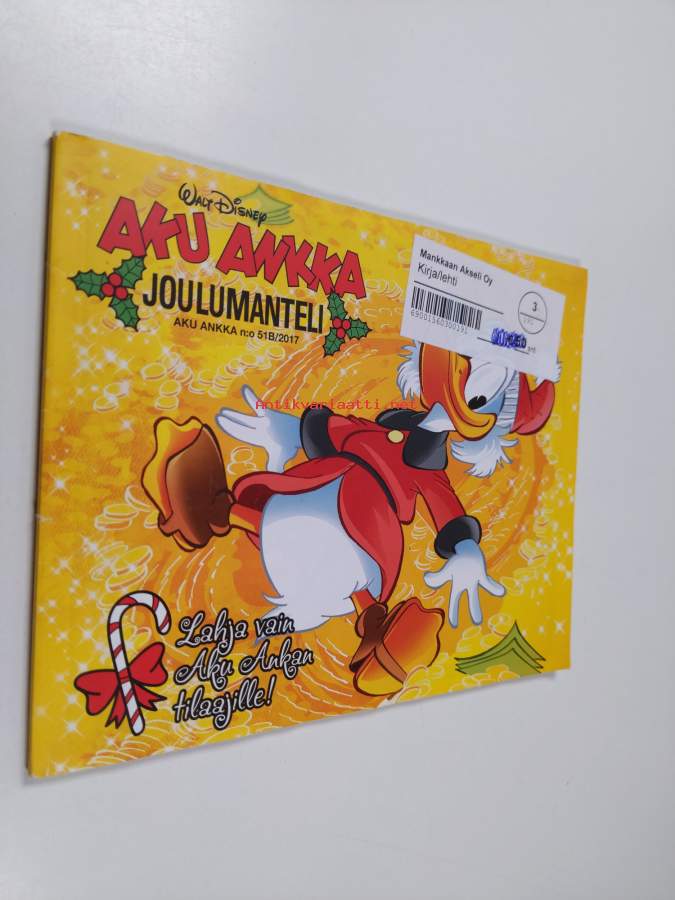 WALT DISNEY
AKU ANKKA
JOULUMANTELI
AKU ANKKA n:o 51B/2017
Mankkaan Akseli Oy
Kirja/lehti
3
69001360300191
antikvariaatti.net
Lahja vain
Aku Ankan
tilaajille!